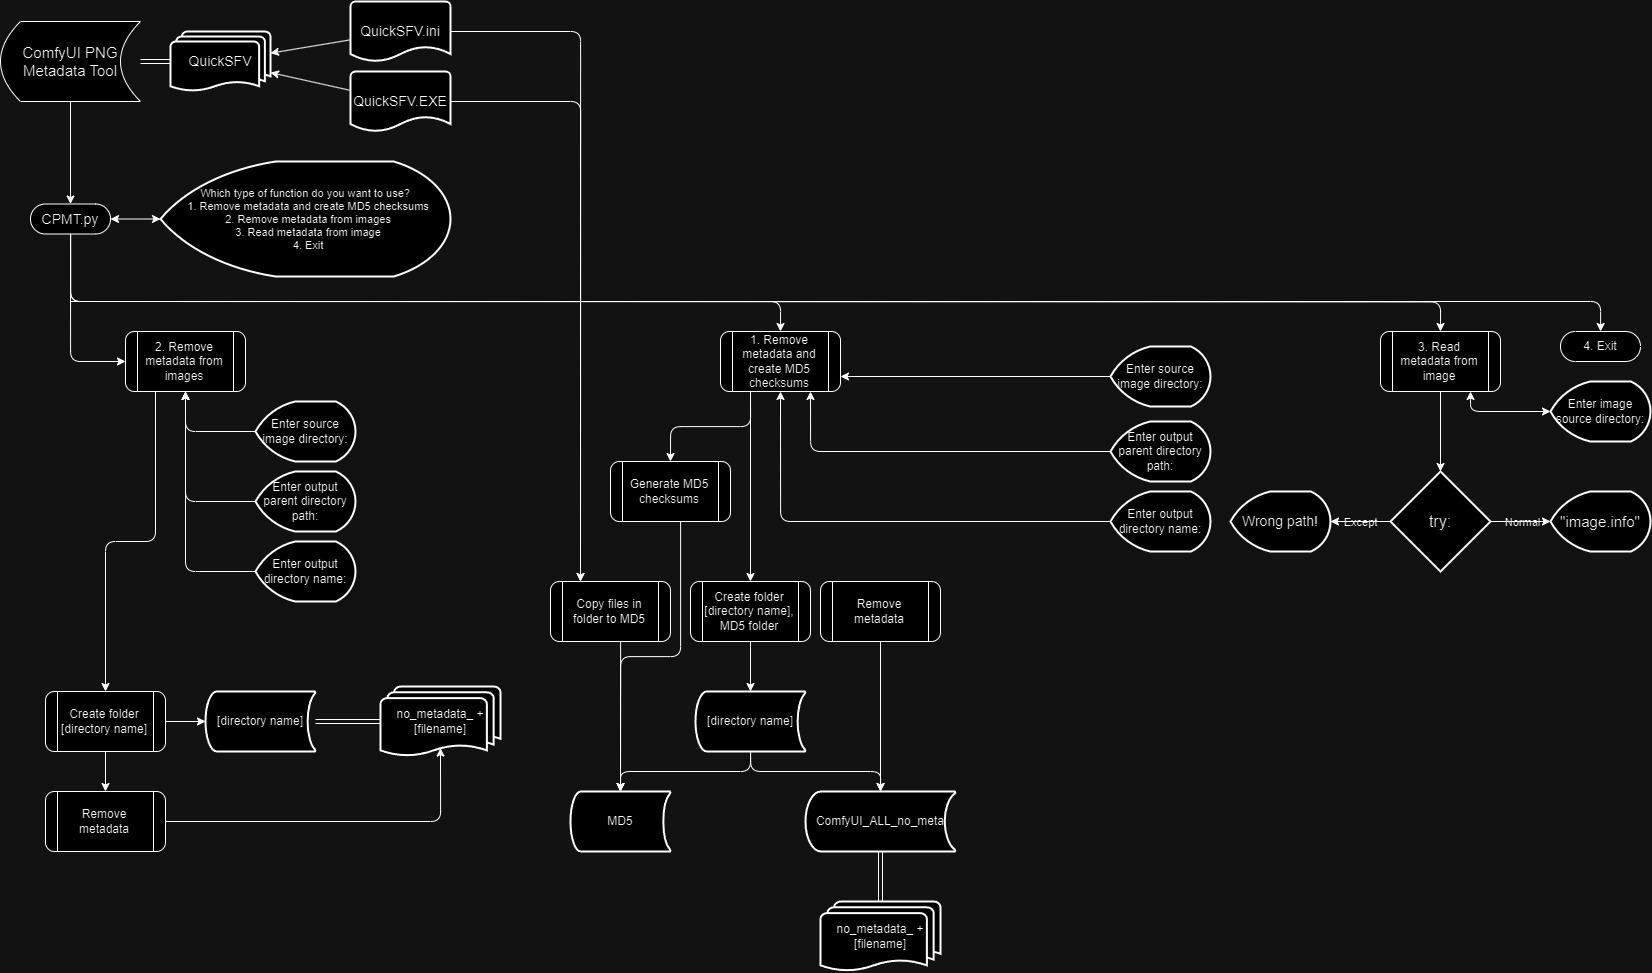 ComfyUI PNG
Metadata Tool
QuickSFV
QuickSFV.ini
QuickSFV.EXE
CPMT.py
Which type of function do you want to use?
1. Remove metadata and create MD5 checksums
2. Remove metadata from images
3. Read metadata from image
4. Exit
2. Remove
metadata from
images
Enter source
image directory:
Enter output
parent directory
path:
Enter output
directory name:
Create folder
[directory name]
[directory name]
no_metadata_ +
[filename]
Remove
metadata
1. Remove
metadata and
create MD5
checksums
Enter source
image directory:
Enter output
parent directory
path:
Enter output
directory name:
Generate MD5
checksums
Copy files in
folder to MD5
Create folder
[directory name],
MD5 folder
Remove
metadata
[directory name]
MD5
ComfyUI_ALL_no_meta
no_metadata_ +
[filename]
3. Read
metadata from
image
4. Exit
Enter image
source directory:
Wrong path!
Except
try:
Normal
"image.info"